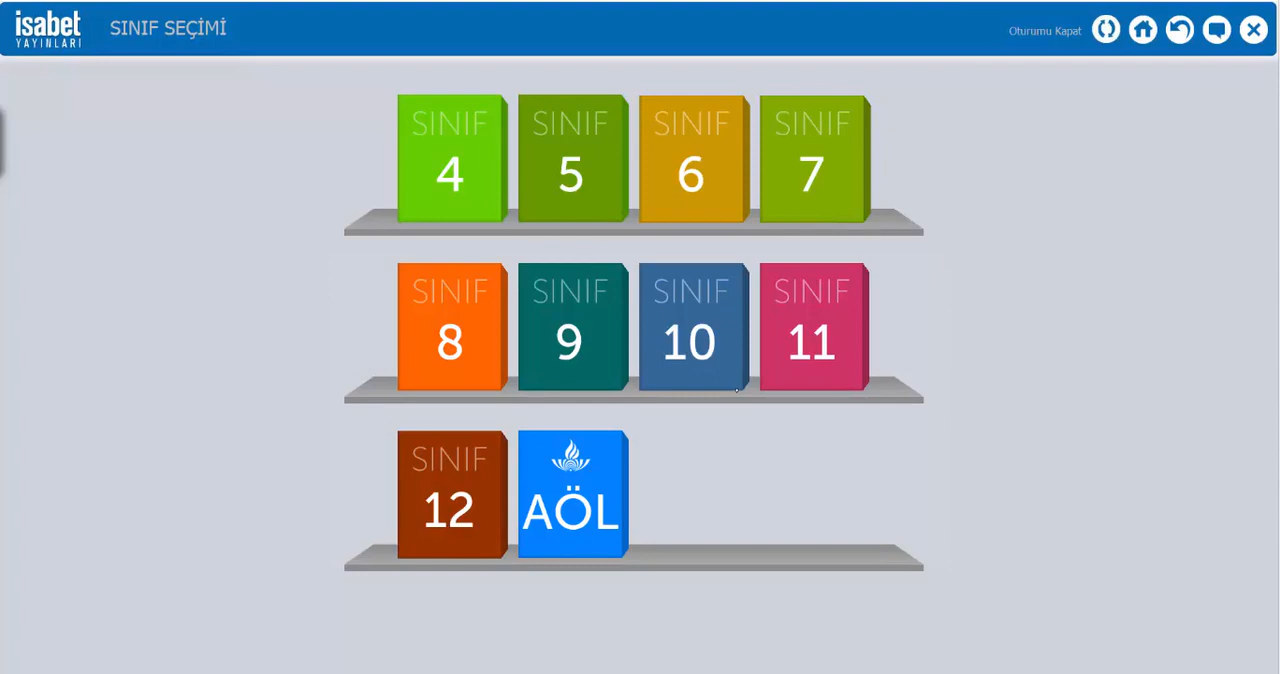 isabet
YAYINLARI
SINIF SEÇİMİ
Oturumu Kapat
SINIF
4
SINIF
5
SINIF
6
SINIF
7
SINIF
8
SINIF
9
SINIF
10
SINIF
11
SINIF
12
AÖL